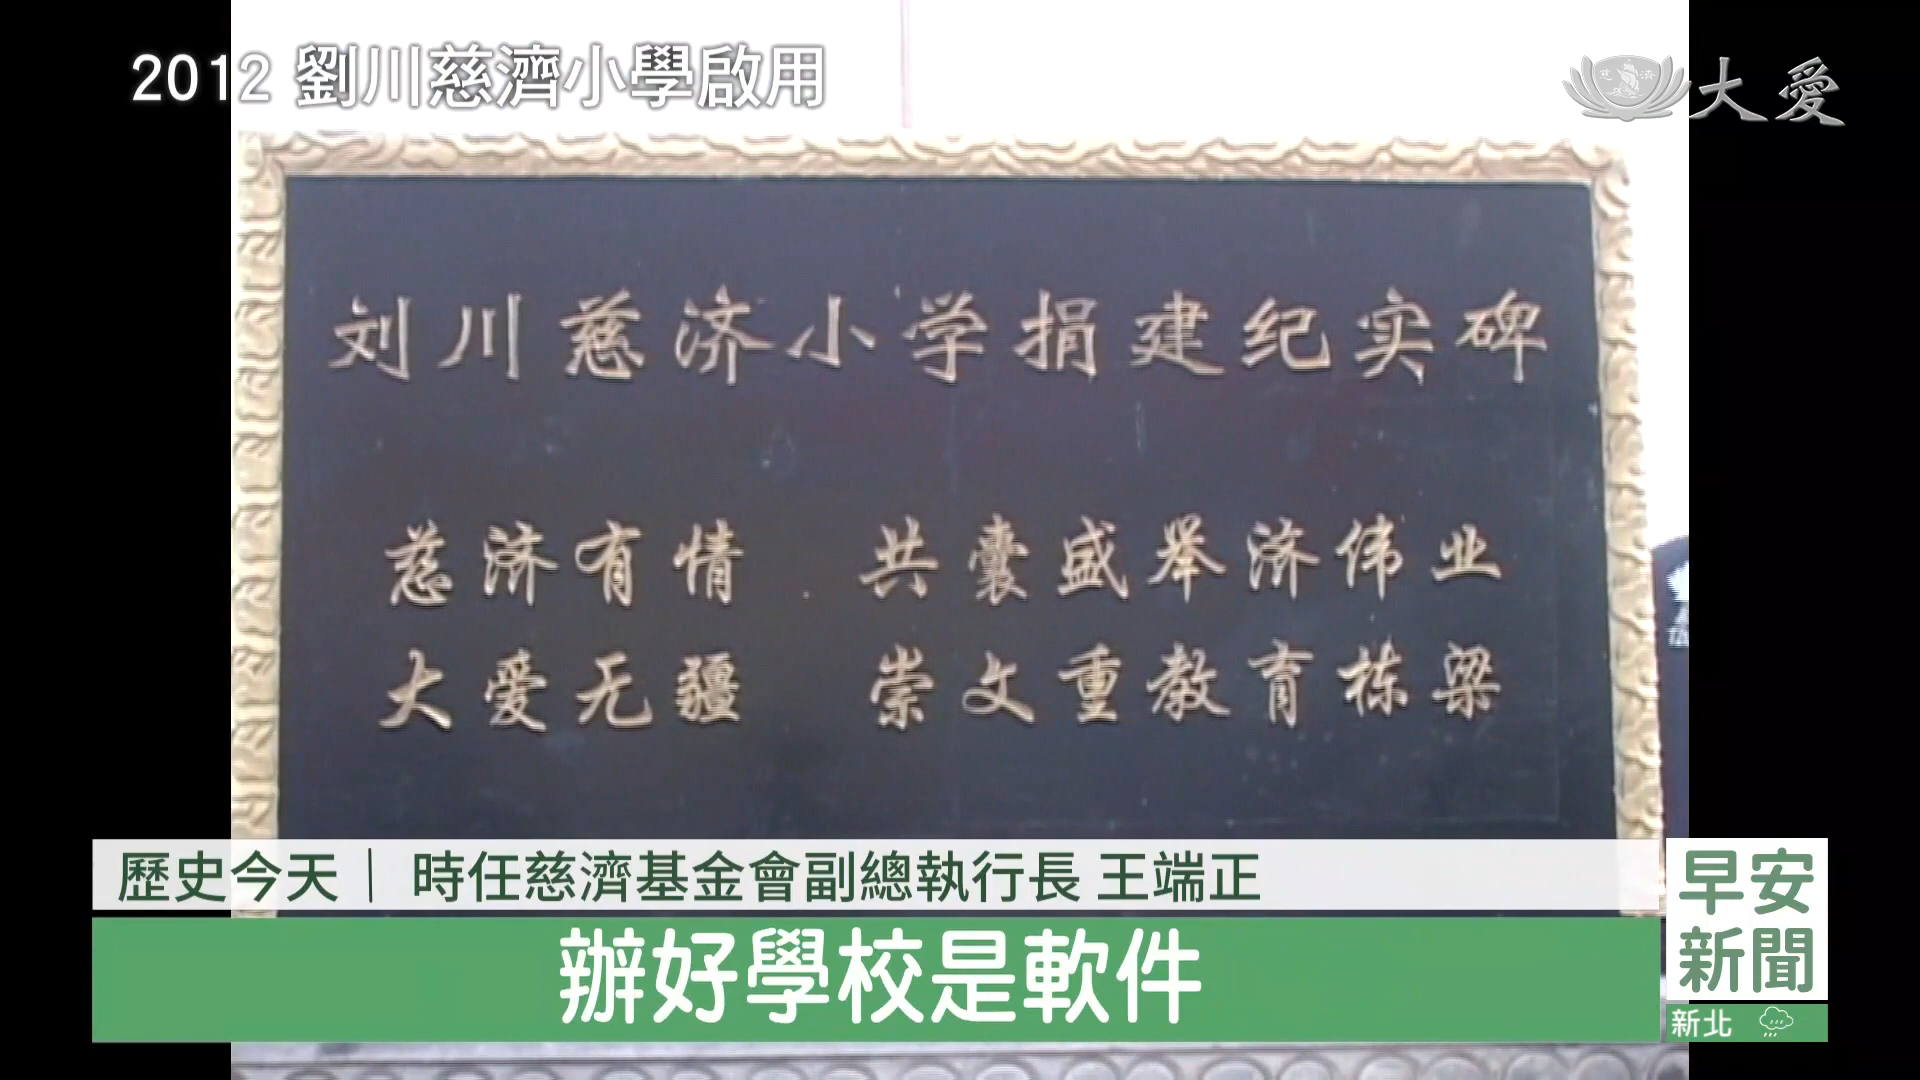 2012 劉川慈濟小學啟用
慈濟 大愛
刘川慈济小学捐建纪实碑
慈济有情 共襄盛举济伟业
大爱无疆 崇文重教育栋梁
歷史今天｜時任慈濟基金會副總執行長 王端正
辦好學校是軟件
早安
新聞
新北